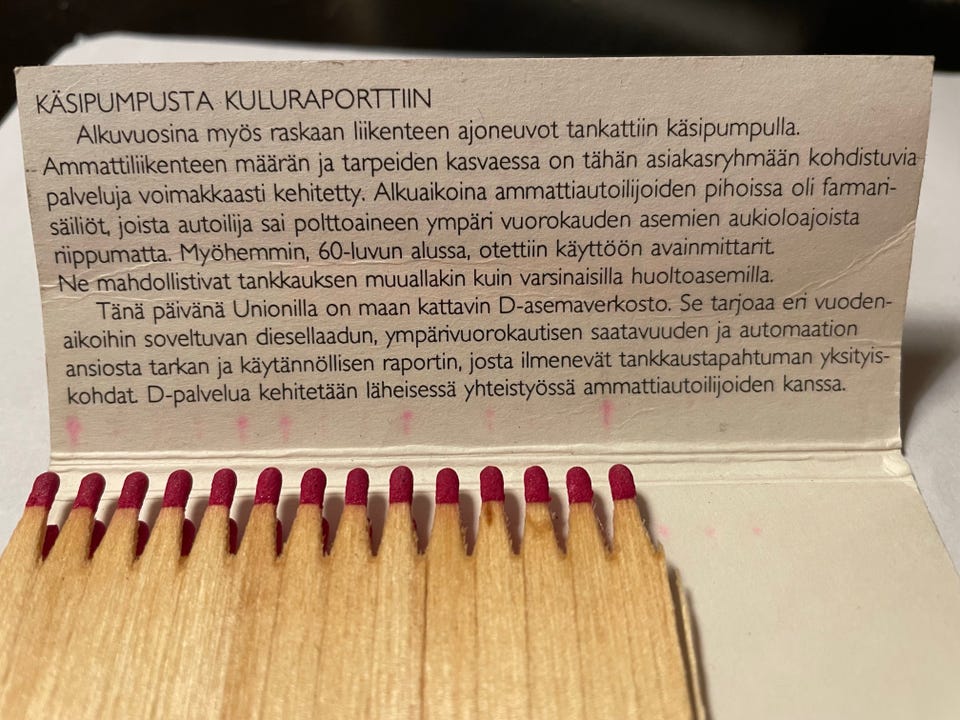 KÄSIPUMPUSTA KULURAPORTTIIN
Alkuvuosina myös raskaan liikenteen ajoneuvot tankattiin käsipumpulla.
Ammattiliikenteen määrän ja tarpeiden kasvaessa on tähän asiakasryhmään kohdistuvia
palveluja voimakkaasti kehitetty. Alkuaikoina ammattiautoilijoiden pihoissa oli farmari-
säiliöt, joista autoilija sai polttoaineen ympäri vuorokauden asemien aukioloajoista
riippumatta. Myöhemmin, 60-luvun alussa, otettiin käyttöön avainmittarit.
Ne mahdollistivat tankkauksen muuallakin kuin varsinaisilla huoltoasemilla.
Tänä päivänä Unionilla on maan kattavin D-asemaverkosto. Se tarjoaa eri vuoden-
aikoihin soveltuvan diesellaadun, ympärivuorokautisen saatavuuden ja automaation
ansiosta tarkan ja käytännöllisen raportin, josta ilmenevät tankkaustapahtuman yksityis-
kohdat. D-palvelua kehitetään läheisessä yhteistyössä ammattiautoilijoiden kanssa.